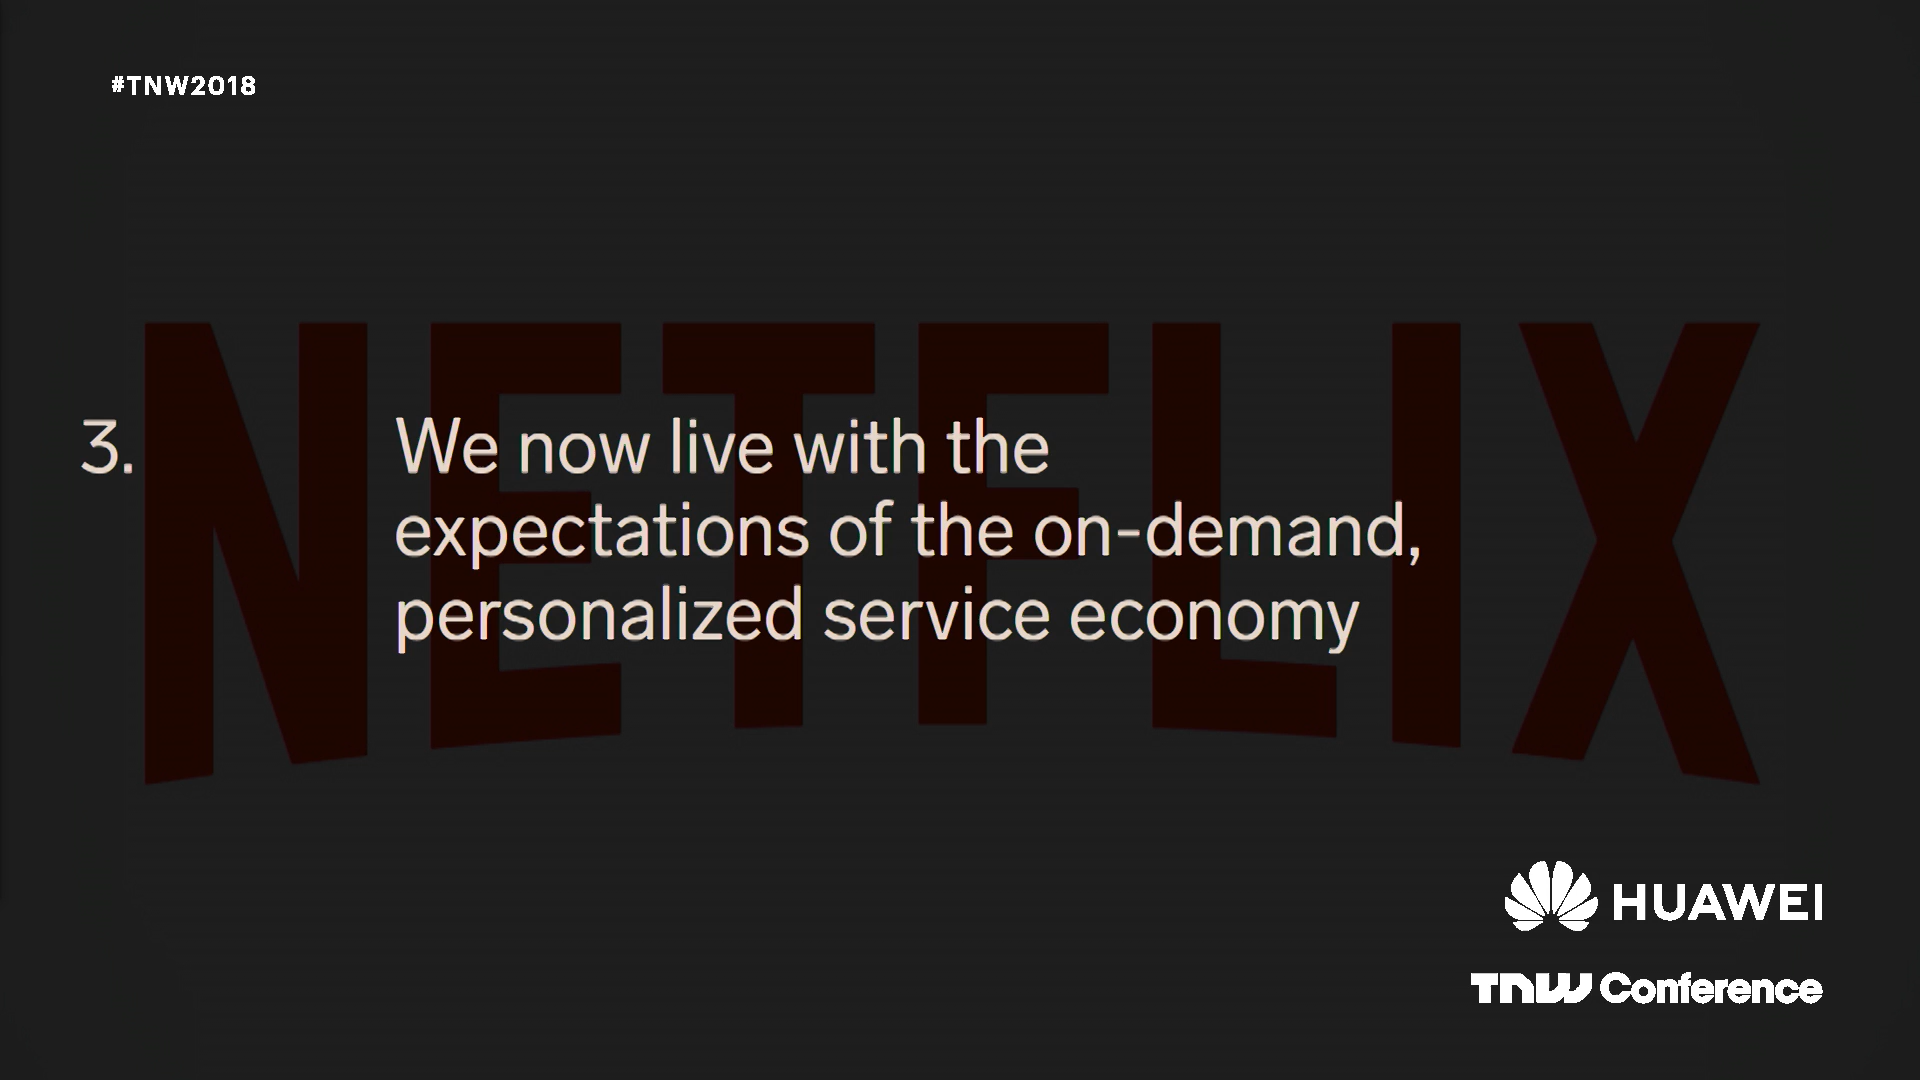 #TNW2018
NETFLIX
3.
We now live with the
expectations of the on-demand,
personalized service economy
HUAWEI
TNW Conference